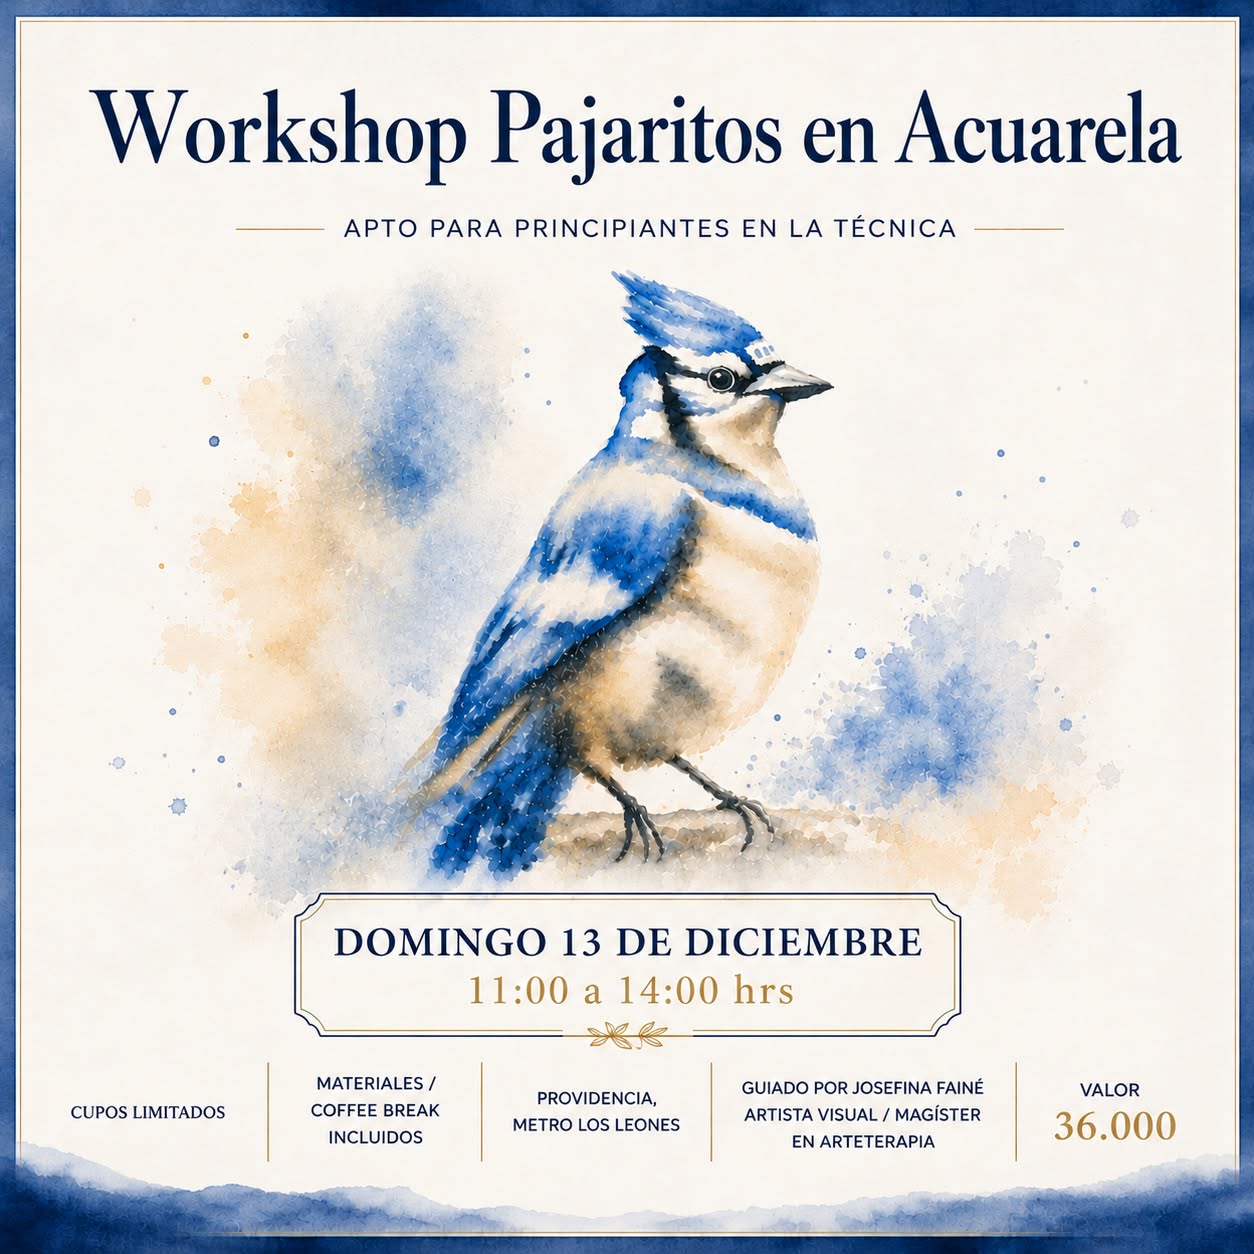 Workshop Pajaritos en Acuarela
APTO PARA PRINCIPIANTES EN LA TÉCNICA
DOMINGO 13 DE DICIEMBRE
11:00 a 14:00 hrs
CUPOS LIMITADOS
MATERIALES /
COFFEE BREAK
INCLUIDOS
PROVIDENCIA,
METRO LOS LEONES
GUIADO POR JOSEFINA FAINÉ
ARTISTA VISUAL / MAGÍSTER
EN ARTETERAPIA
VALOR
36.000